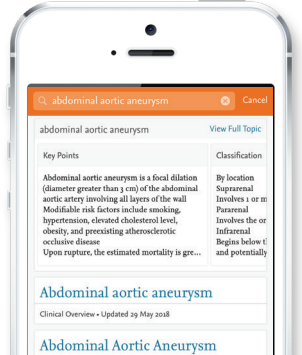 abdominal aortic aneurysm
Cancel
abdominal aortic aneurysm
View Full Topic
Key Points
Abdominal aortic aneurysm is a focal dilation
(diameter greater than 3 cm) of the abdominal
aortic artery involving all layers of the wall
Modifiable risk factors include smoking,
hypertension, elevated cholesterol level,
obesity, and preexisting atherosclerotic
occlusive disease
Upon rupture, the estimated mortality is gre...
Classification
By location
Suprarenal
Involves 1 or m
Pararenal
Involves the or
Infrarenal
Begins below t
and potentially
Abdominal aortic aneurysm
Clinical Overview • Updated 29 May 2018
Abdominal Aortic Aneurysm